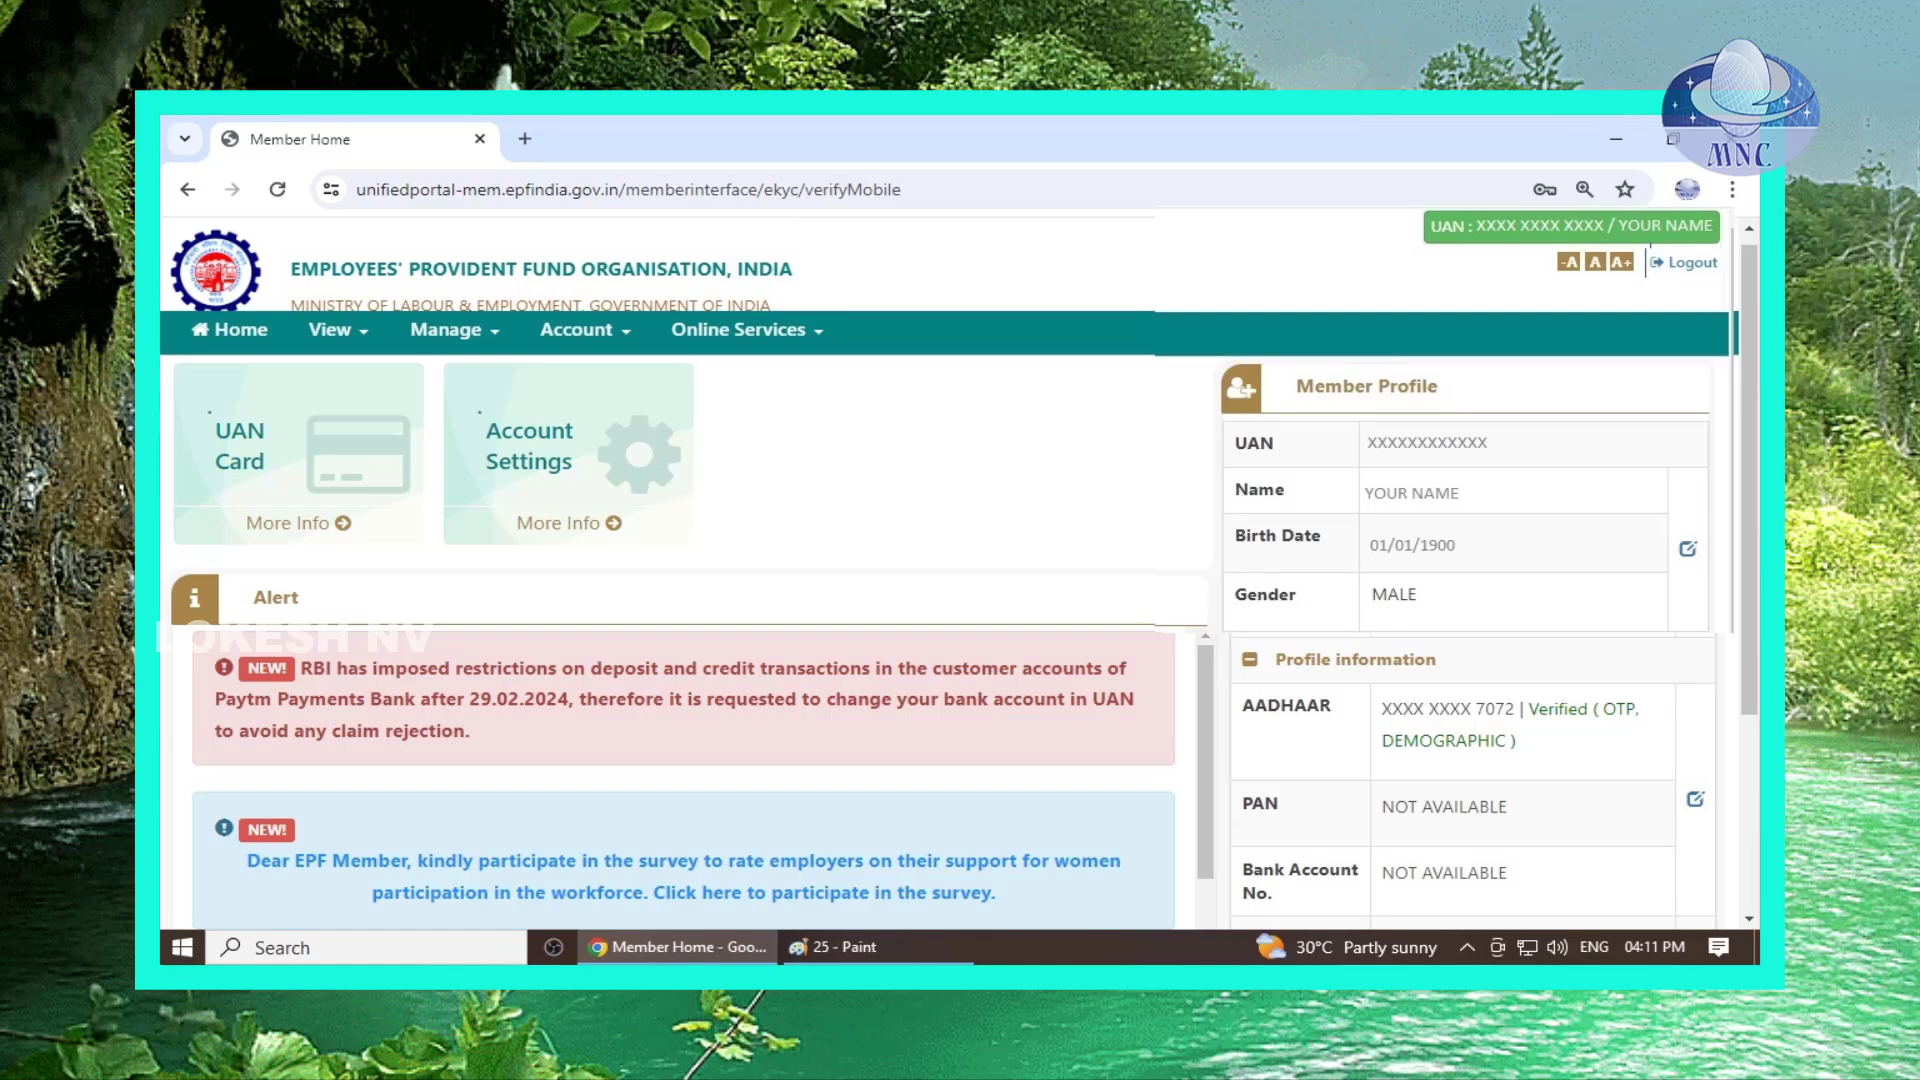 MNC
Member Home
unifiedportal-mem.epfindia.gov.in/memberinterface/ekyc/verifyMobile
UAN : XXXX XXXX XXXX / YOUR NAME
-A A A+ Logout
EMPLOYEES' PROVIDENT FUND ORGANISATION, INDIA
MINISTRY OF LABOUR & EMPLOYMENT, GOVERNMENT OF INDIA
Home View Manage Account Online Services
UAN
Card
More Info
Account
Settings
More Info
Alert
LOKESH NV
NEW! RBI has imposed restrictions on deposit and credit transactions in the customer accounts of
Paytm Payments Bank after 29.02.2024, therefore it is requested to change your bank account in UAN
to avoid any claim rejection.
NEW!
Dear EPF Member, kindly participate in the survey to rate employers on their support for women
participation in the workforce. Click here to participate in the survey.
Member Profile
UAN XXXXXXXXXXXX
Name YOUR NAME
Birth Date 01/01/1900
Gender MALE
Profile information
AADHAAR XXXX XXXX 7072 | Verified ( OTP,
DEMOGRAPHIC )
PAN NOT AVAILABLE
Bank Account NOT AVAILABLE
No.
Search
Member Home - Goo...
25 - Paint
30°C Partly sunny
ENG
04:11 PM